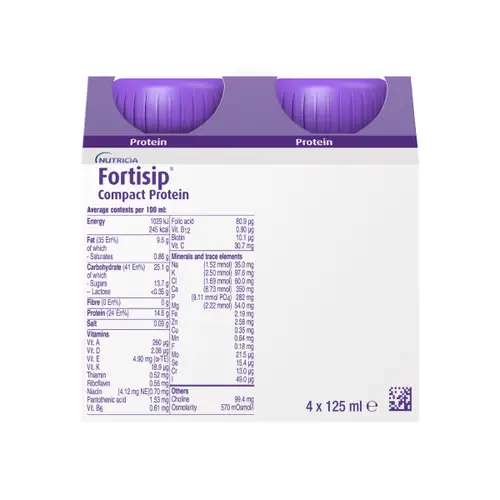 Protein
Protein
NUTRICIA
Fortisip®
Compact Protein
Average contents per 100 ml:
Energy 1029 kJ
245 kcal
Fat (35 En%) 9.6 g
of which
- Saturates 0.86 g
Carbohydrate (41 En%) 25.1 g
of which
- Sugars 13.7 g
– Lactose <0.35 g
Fibre (0 En%) 0 g
Protein (24 En%) 14.6 g
Salt 0.09 g
Vitamins
Vit. A 260 µg
Vit. D 2.08 µg
Vit. E 4.90 mg (α-TE)
Vit. K 18.9 µg
Thiamin 0.52 mg
Riboflavin 0.56 mg
Niacin (4.12 mg NE) 0.70 mg
Pantothenic acid 1.53 mg
Vit. B6 0.61 mg
Folic acid 80.9 µg
Vit. B12 0.90 µg
Biotin 10.1 µg
Vit. C 30.7 mg
Minerals and trace elements
Na (1.52 mmol) 35.0 mg
K (2.50 mmol) 97.6 mg
Cl (1.69 mmol) 60.0 mg
Ca (8.73 mmol) 350 mg
P (9.11 mmol PO4) 282 mg
Mg (2.22 mmol) 54.0 mg
Fe 2.19 mg
Zn 2.58 mg
Cu 0.35 mg
Mn 0.64 mg
F 0.18 mg
Mo 21.5 µg
Se 15.4 µg
Cr 13.0 µg
I 49.0 µg
Others
Choline 99.4 mg
Osmolarity 570 mOsmol/l
4 x 125 ml ℮